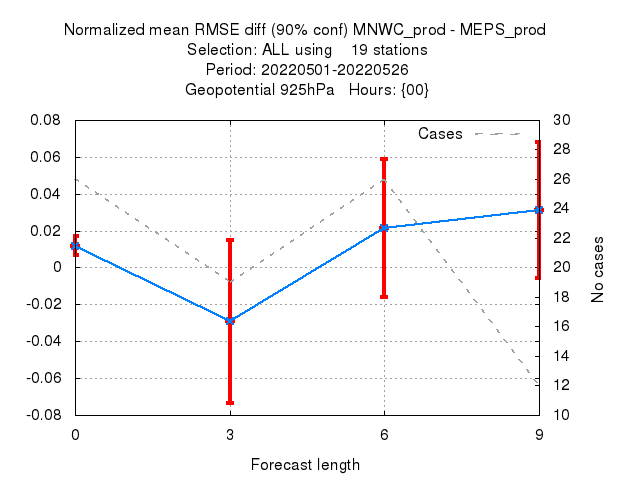 Normalized mean RMSE diff (90% conf) MNWC_prod - MEPS_prod
Selection: ALL using    19 stations
Period: 20220501-20220526
Geopotential 925hPa   Hours: {00}
Cases
0.08
0.06
0.04
0.02
0
-0.02
-0.04
-0.06
-0.08
30
28
26
24
22
20
18
16
14
12
10
No cases
0 3 6 9
Forecast length